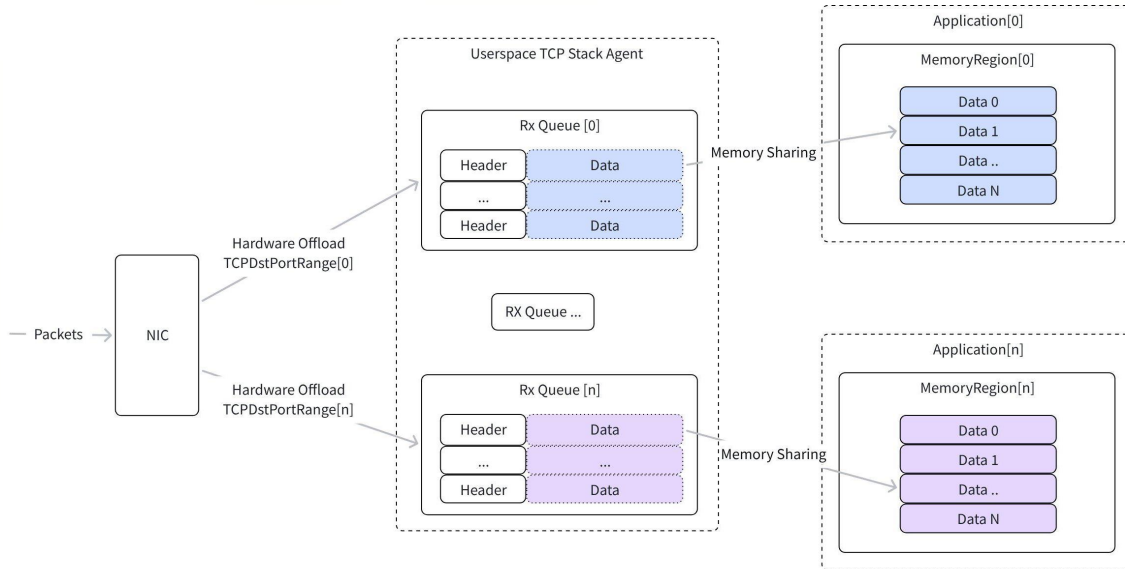 Packets
NIC
Hardware Offload
TCPDstPortRange[0]
Hardware Offload
TCPDstPortRange[n]
Userspace TCP Stack Agent
Rx Queue [0]
Header Data
... ...
Header Data
RX Queue ...
Rx Queue [n]
Header Data
... ...
Header Data
Memory Sharing
Memory Sharing
Application[0]
MemoryRegion[0]
Data 0
Data 1
Data ..
Data N
Application[n]
MemoryRegion[n]
Data 0
Data 1
Data ..
Data N